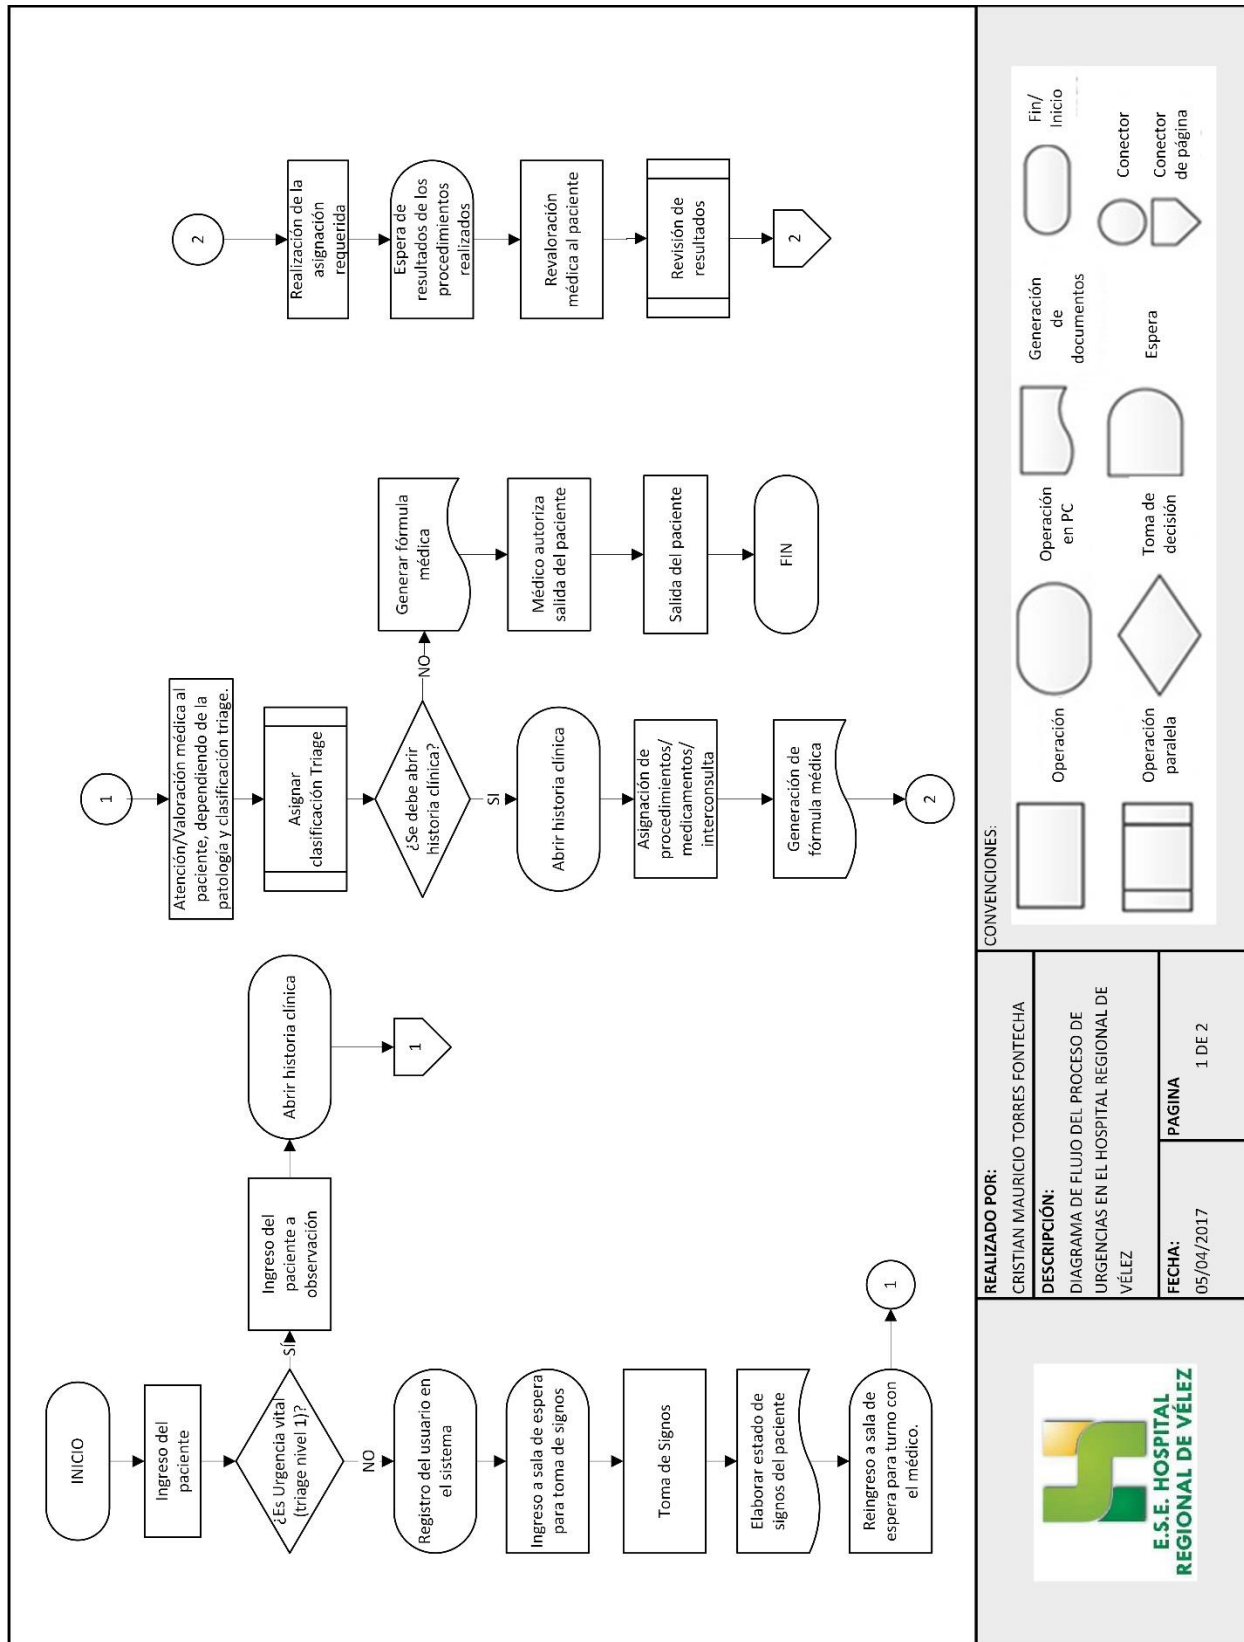 INICIO
Ingreso del
paciente
¿Es Urgencia vital
(triage nivel 1)?
SÍ
NO
Ingreso del
paciente a
observación
Abrir historia clínica
1
Registro del usuario en
el sistema
Ingreso a sala de espera
para toma de signos
Toma de Signos
Elaborar estado de
signos del paciente
Reingreso a sala de
espera para turno con
el médico.
1
1
Atención/Valoración médica al
paciente, dependiendo de la
patología y clasificación triage.
Asignar
clasificación Triage
¿Se debe abrir
historia clínica?
NO
SI
Generar fórmula
médica
Médico autoriza
salida del paciente
Salida del paciente
FIN
Abrir historia clínica
Asignación de
procedimientos/
medicamentos/
interconsulta
Generación de
fórmula médica
2
2
Realización de la
asignación
requerida
Espera de
resultados de los
procedimientos
realizados
Revaloración
médica al paciente
Revisión de
resultados
2
E.S.E. HOSPITAL
REGIONAL DE VÉLEZ
REALIZADO POR:
CRISTIAN MAURICIO TORRES FONTECHA
DESCRIPCIÓN:
DIAGRAMA DE FLUJO DEL PROCESO DE
URGENCIAS EN EL HOSPITAL REGIONAL DE
VÉLEZ
FECHA:
05/04/2017
PAGINA
1 DE 2
CONVENCIONES:
Operación
Operación
en PC
Generación
de
documentos
Fin/
Inicio
Operación
paralela
Toma de
decisión
Espera
Conector
Conector
de página